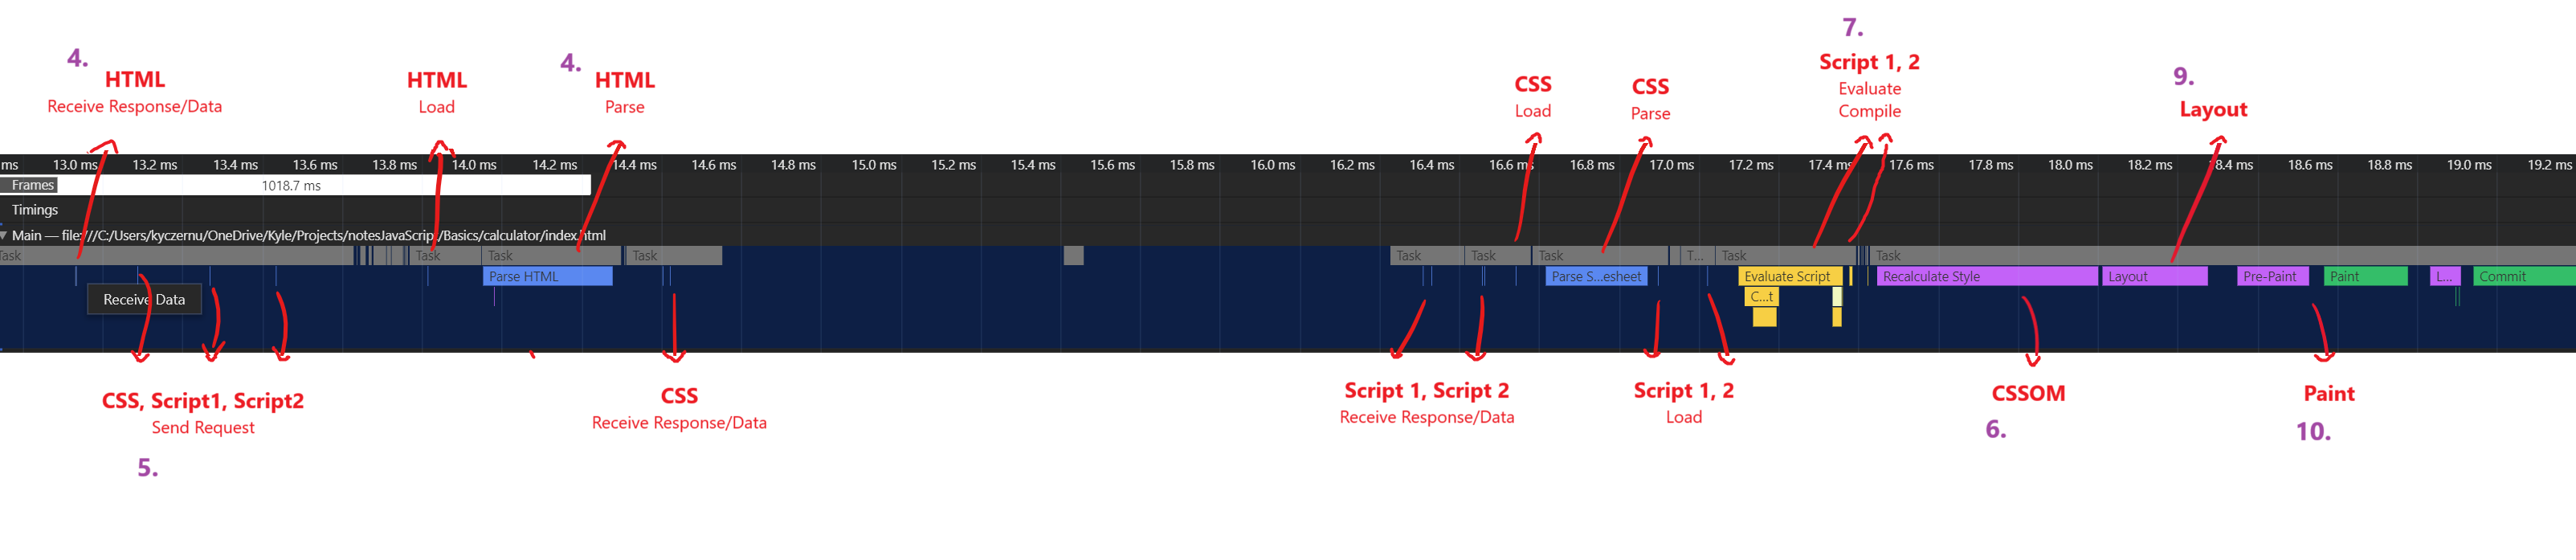 7.
4.
4.
HTML
Receive Response/Data
HTML
Load
HTML
Parse
CSS
Load
CSS
Parse
Script 1, 2
Evaluate
Compile
9.
Layout
ms 13.0 ms 13.2 ms 13.4 ms 13.6 ms 13.8 ms 14.0 ms 14.2 ms 14.4 ms 14.6 ms 14.8 ms 15.0 ms 15.2 ms 15.4 ms 15.6 ms 15.8 ms 16.0 ms 16.2 ms 16.4 ms 16.6 ms 16.8 ms 17.0 ms 17.2 ms 17.4 ms 17.6 ms 17.8 ms 18.0 ms 18.2 ms 18.4 ms 18.6 ms 18.8 ms 19.0 ms 19.2 ms
Frames 1018.7 ms
Timings
Main — file:///C:/Users/kyczernu/OneDrive/Kyle/Projects/notesJavaScript/Basics/calculator/index.html
Task Task Task Task Task Task Task T... Task Task
Parse HTML Parse S...esheet Evaluate Script Recalculate Style Layout Pre-Paint Paint L... Commit
Receive Data C...t
CSS, Script1, Script2
Send Request
5.
CSS
Receive Response/Data
Script 1, Script 2
Receive Response/Data
Script 1, 2
Load
CSSOM
6.
Paint
10.